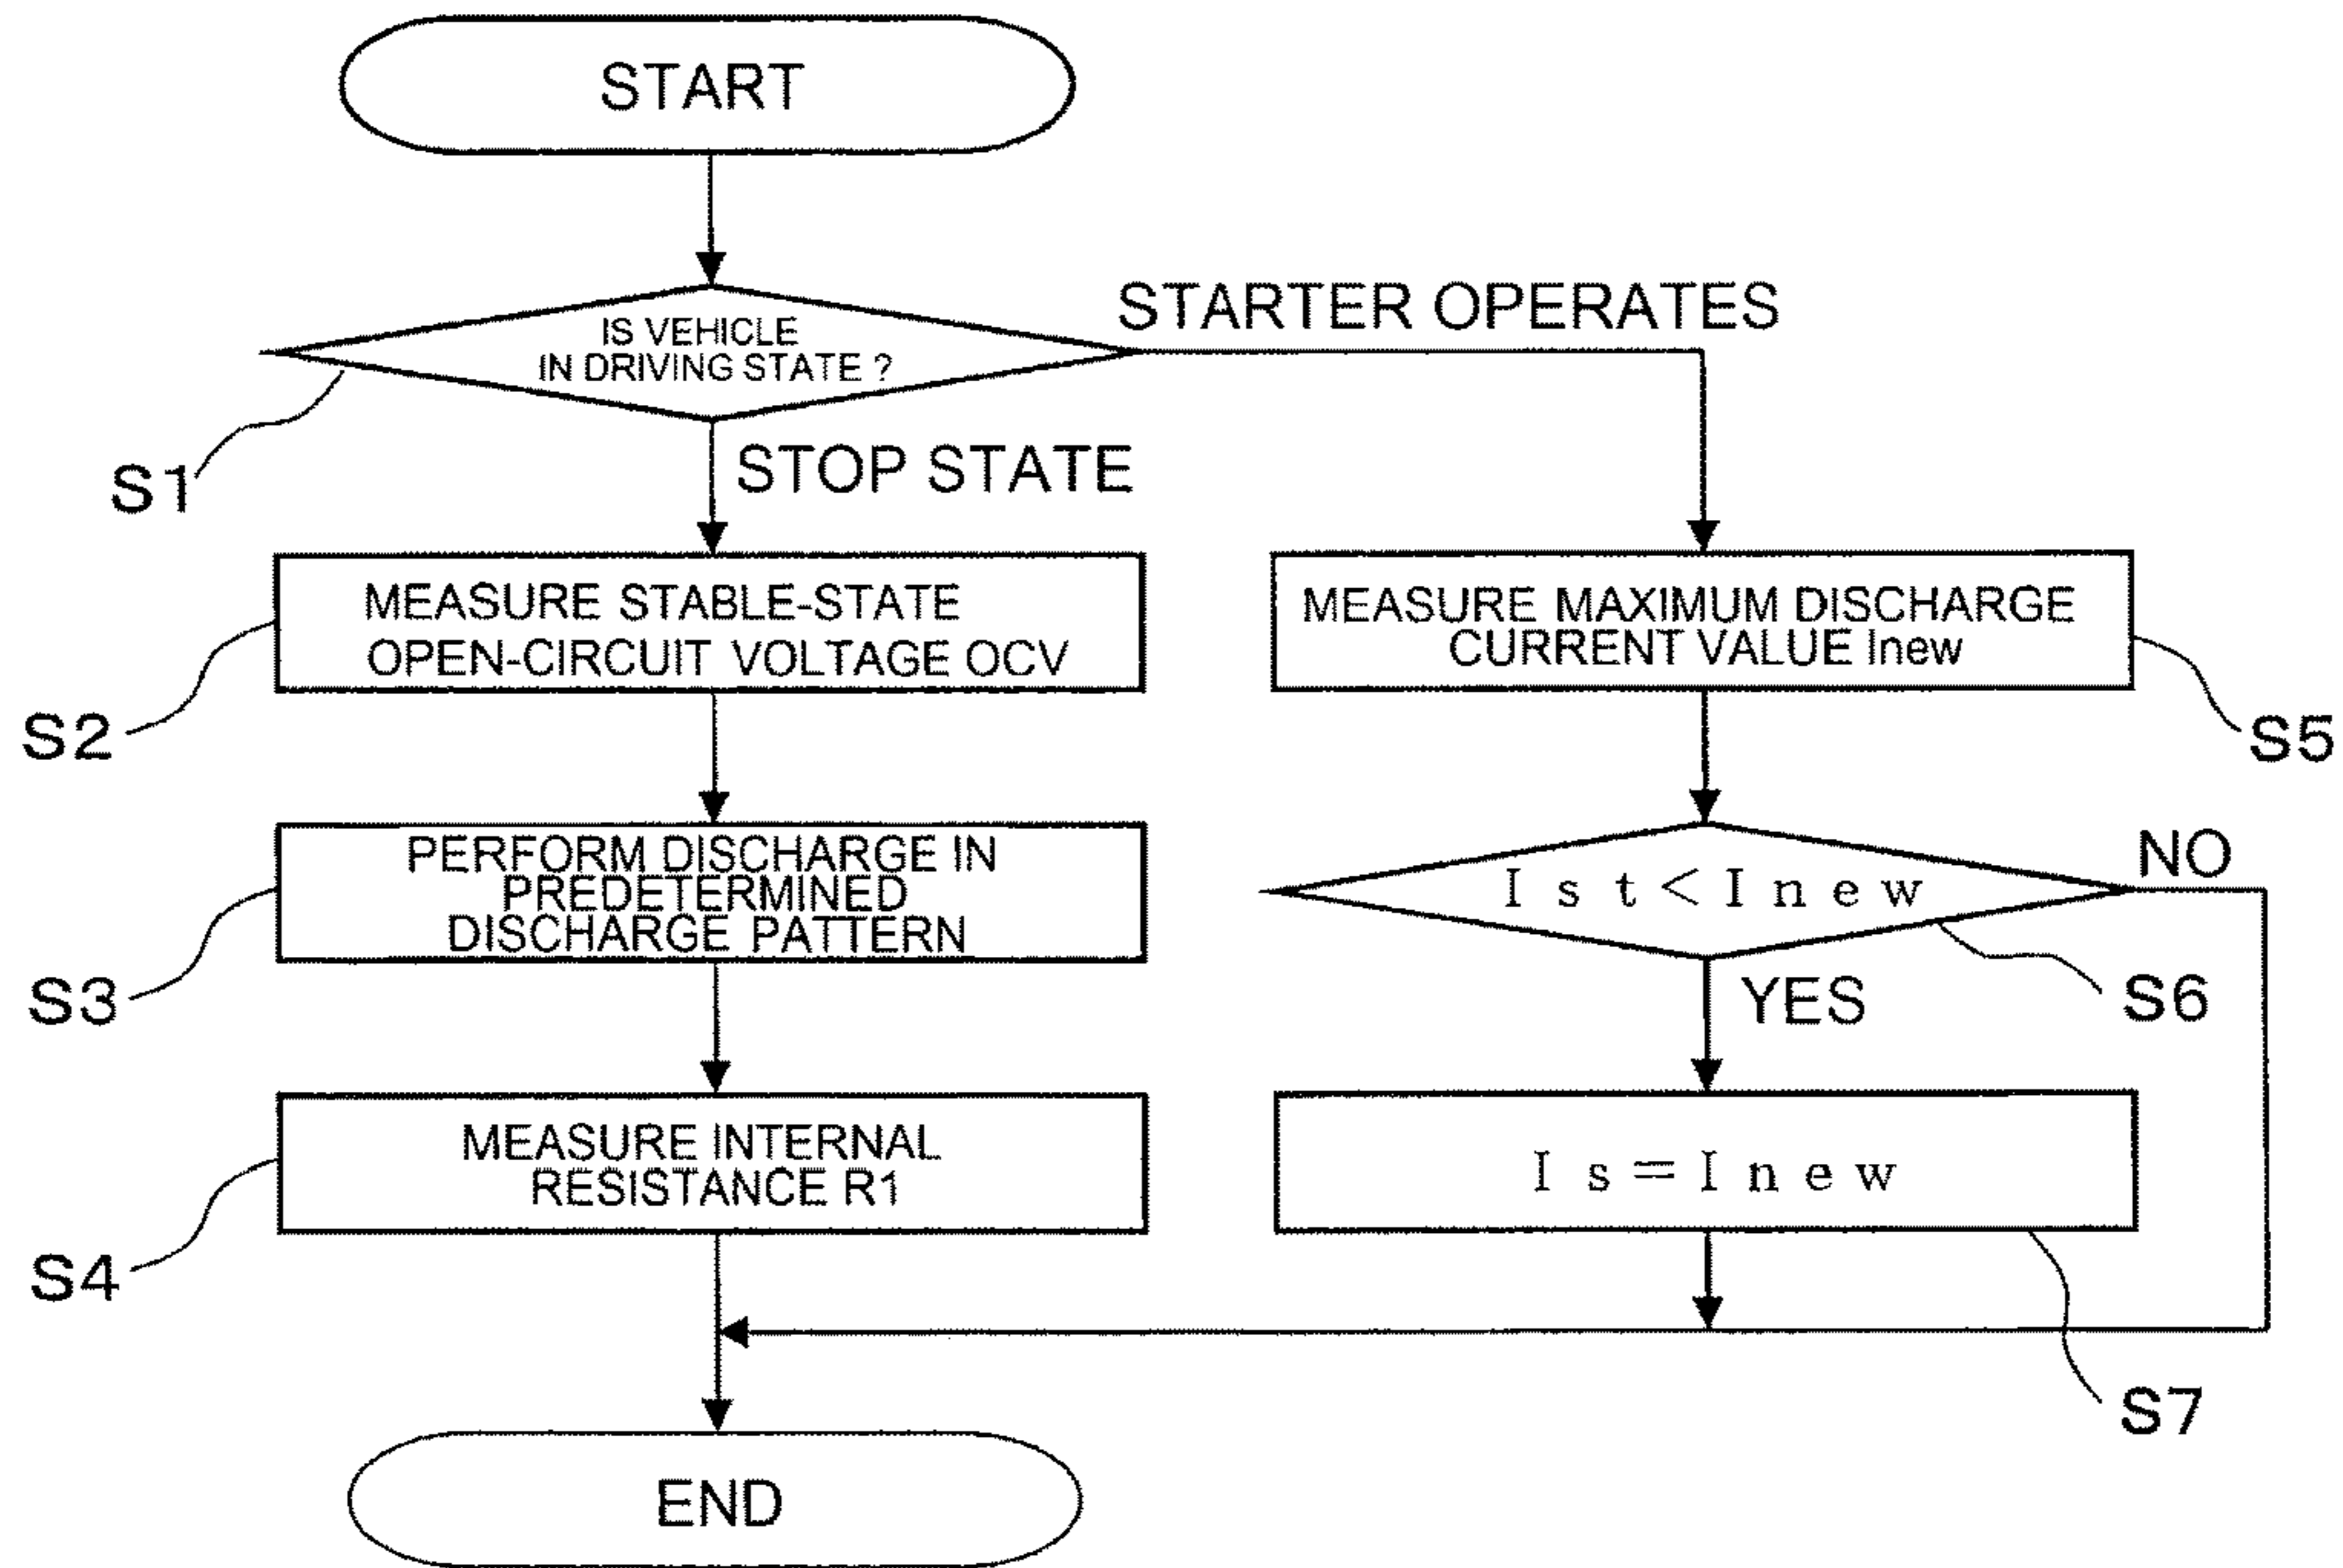 START
IS VEHICLE
IN DRIVING STATE ?
STARTER OPERATES
S1
STOP STATE
MEASURE STABLE-STATE
OPEN-CIRCUIT VOLTAGE OCV
S2
MEASURE MAXIMUM DISCHARGE
CURRENT VALUE Inew
S5
PERFORM DISCHARGE IN
PREDETERMINED
DISCHARGE PATTERN
S3
Ist<Inew
NO
YES
S6
MEASURE INTERNAL
RESISTANCE R1
S4
Is=Inew
S7
END